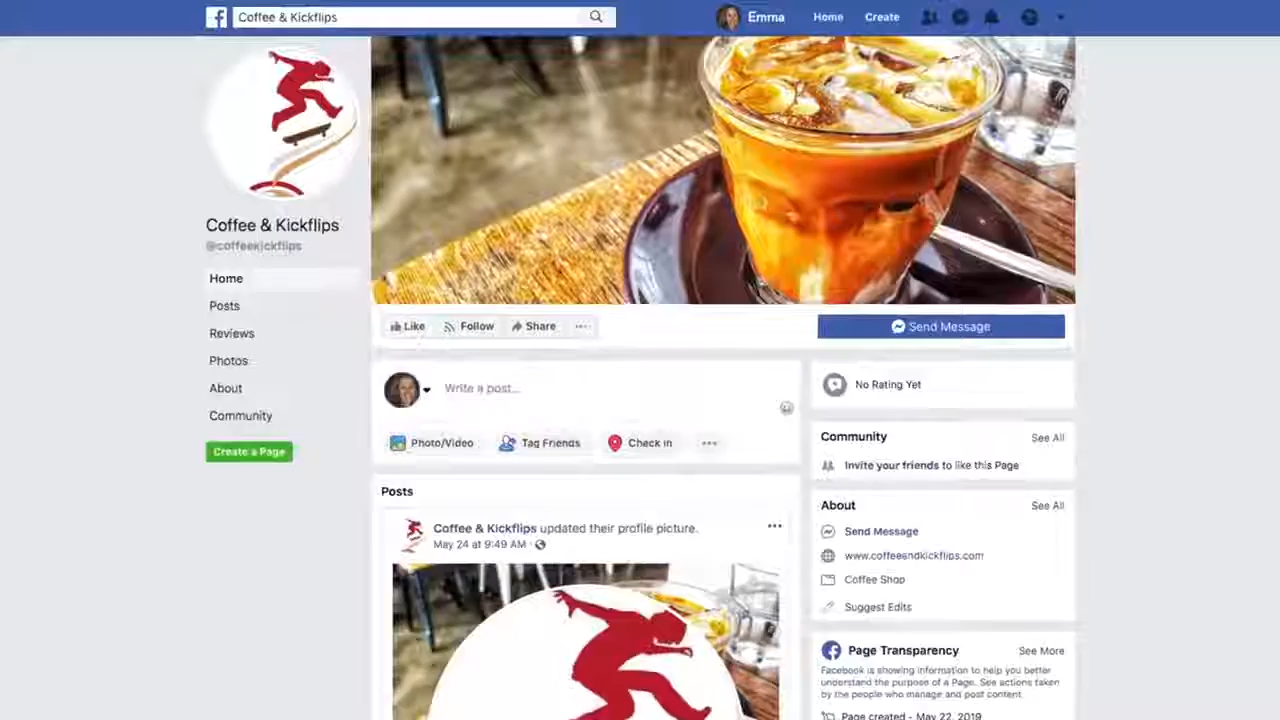 Coffee & Kickflips
Emma
Home
Create
Coffee & Kickflips
@coffeekickflips
Home
Posts
Reviews
Photos
About
Community
Create a Page
Like
Follow
Share
Send Message
Write a post...
Photo/Video
Tag Friends
Check in
Posts
Coffee & Kickflips updated their profile picture.
May 24 at 9:49 AM
No Rating Yet
Community
See All
Invite your friends to like this Page
About
See All
Send Message
www.coffeeandkickflips.com
Coffee Shop
Suggest Edits
Page Transparency
See More
Facebook is showing information to help you better
understand the purpose of a Page. See actions taken
by the people who manage and post content.
Page created - May 22, 2019